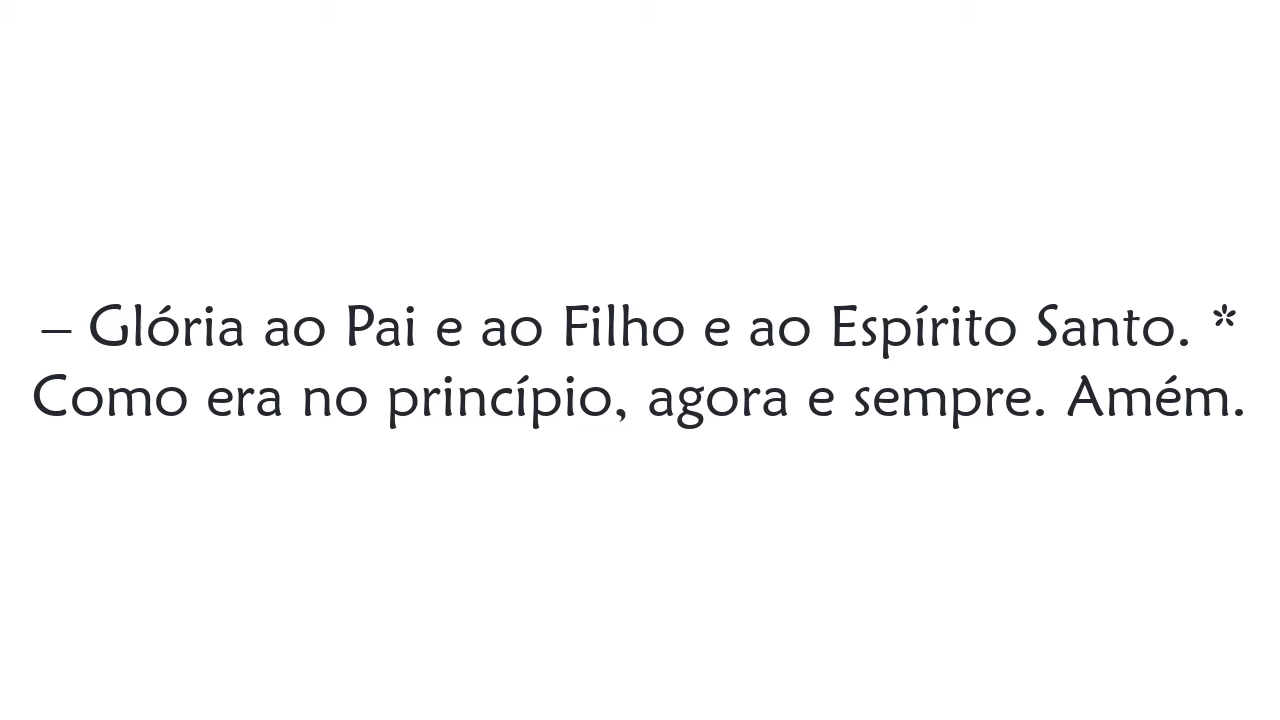 – Glória ao Pai e ao Filho e ao Espírito Santo. *
Como era no princípio, agora e sempre. Amém.